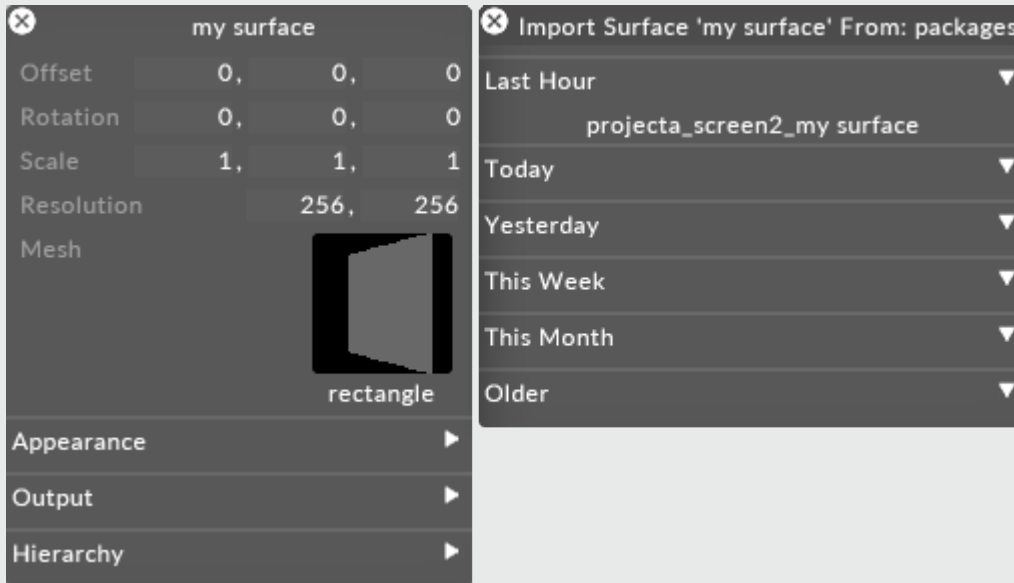 my surface
Offset 0, 0, 0
Rotation 0, 0, 0
Scale 1, 1, 1
Resolution 256, 256
Mesh
rectangle
Appearance
Output
Hierarchy
Import Surface 'my surface' From: packages
Last Hour
projecta_screen2_my surface
Today
Yesterday
This Week
This Month
Older